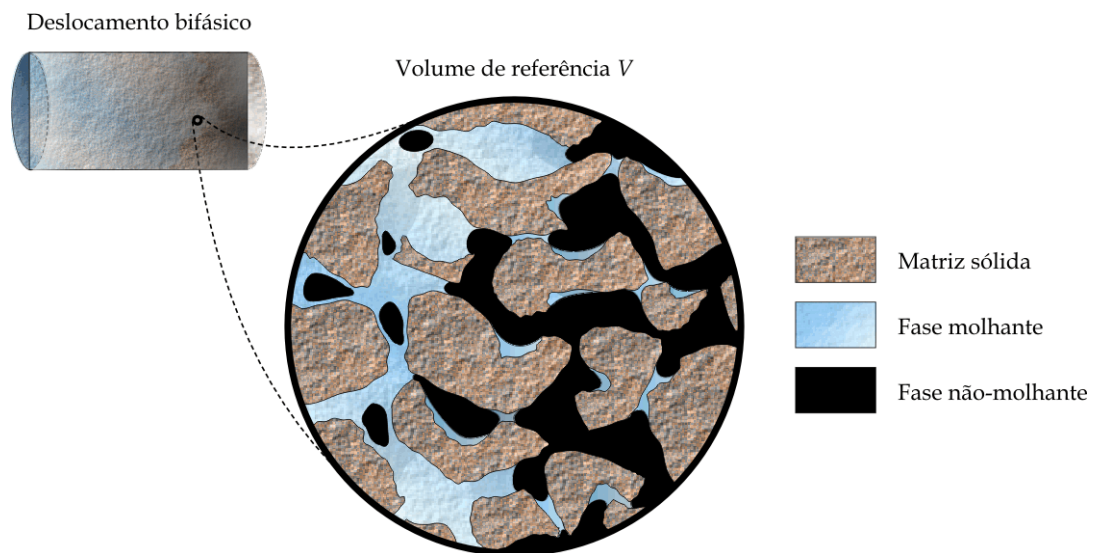 Deslocamento bifásico
Volume de referência V
Matriz sólida
Fase molhante
Fase não-molhante